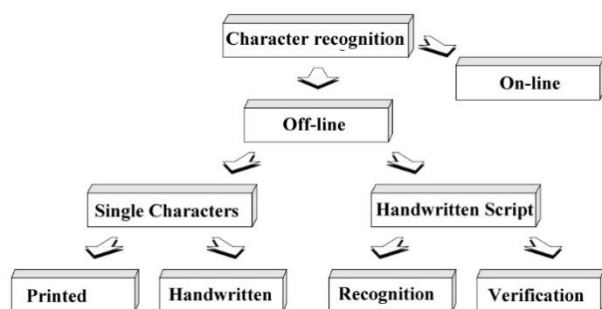 Character recognition
On-line
Off-line
Single Characters
Handwritten Script
Printed
Handwritten
Recognition
Verification